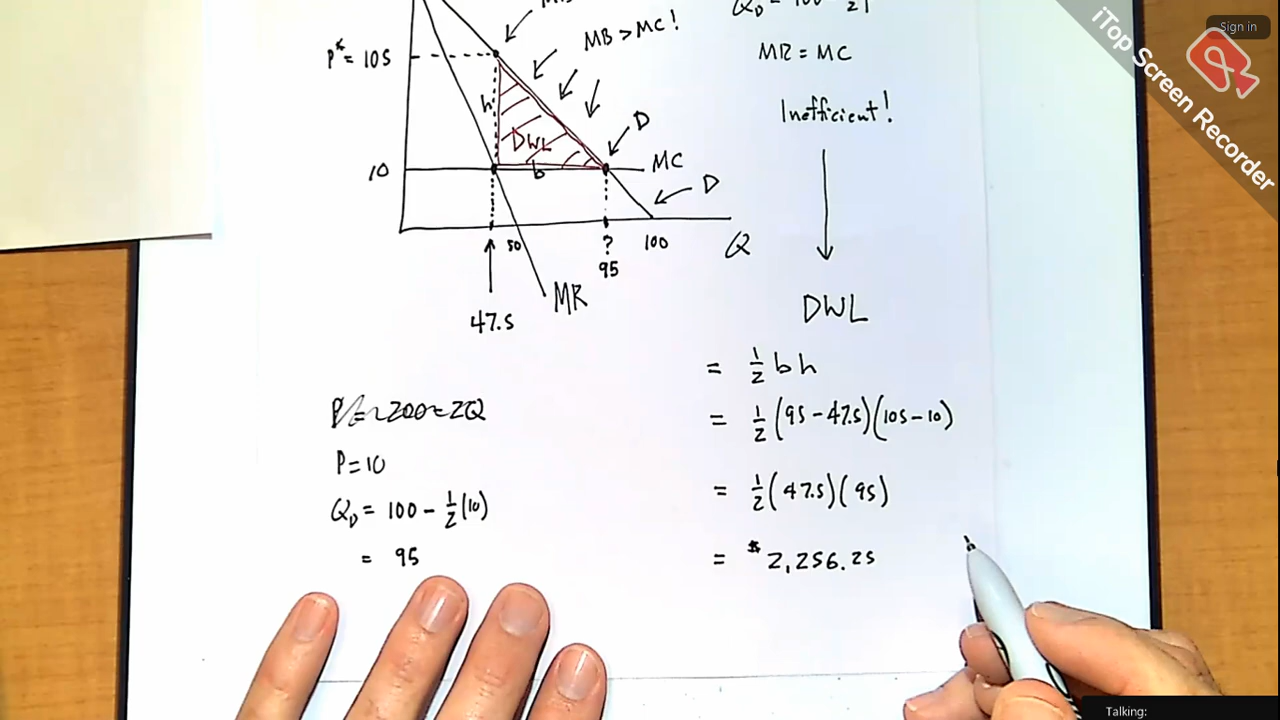 MB > MC!
P* = 105
h
DWL
D
b
10
MC
D
50
?
100
Q
95
47.5
MR
MR = MC
Inefficient!
DWL
= 1/2 b h
= 1/2 (95 - 47.5)(105 - 10)
= 1/2 (47.5)(95)
= $2,256.25
P = 200 - 2Q
P = 10
Q_D = 100 - 1/2 (10)
= 95
iTop Screen Recorder
Sign in
Talking: